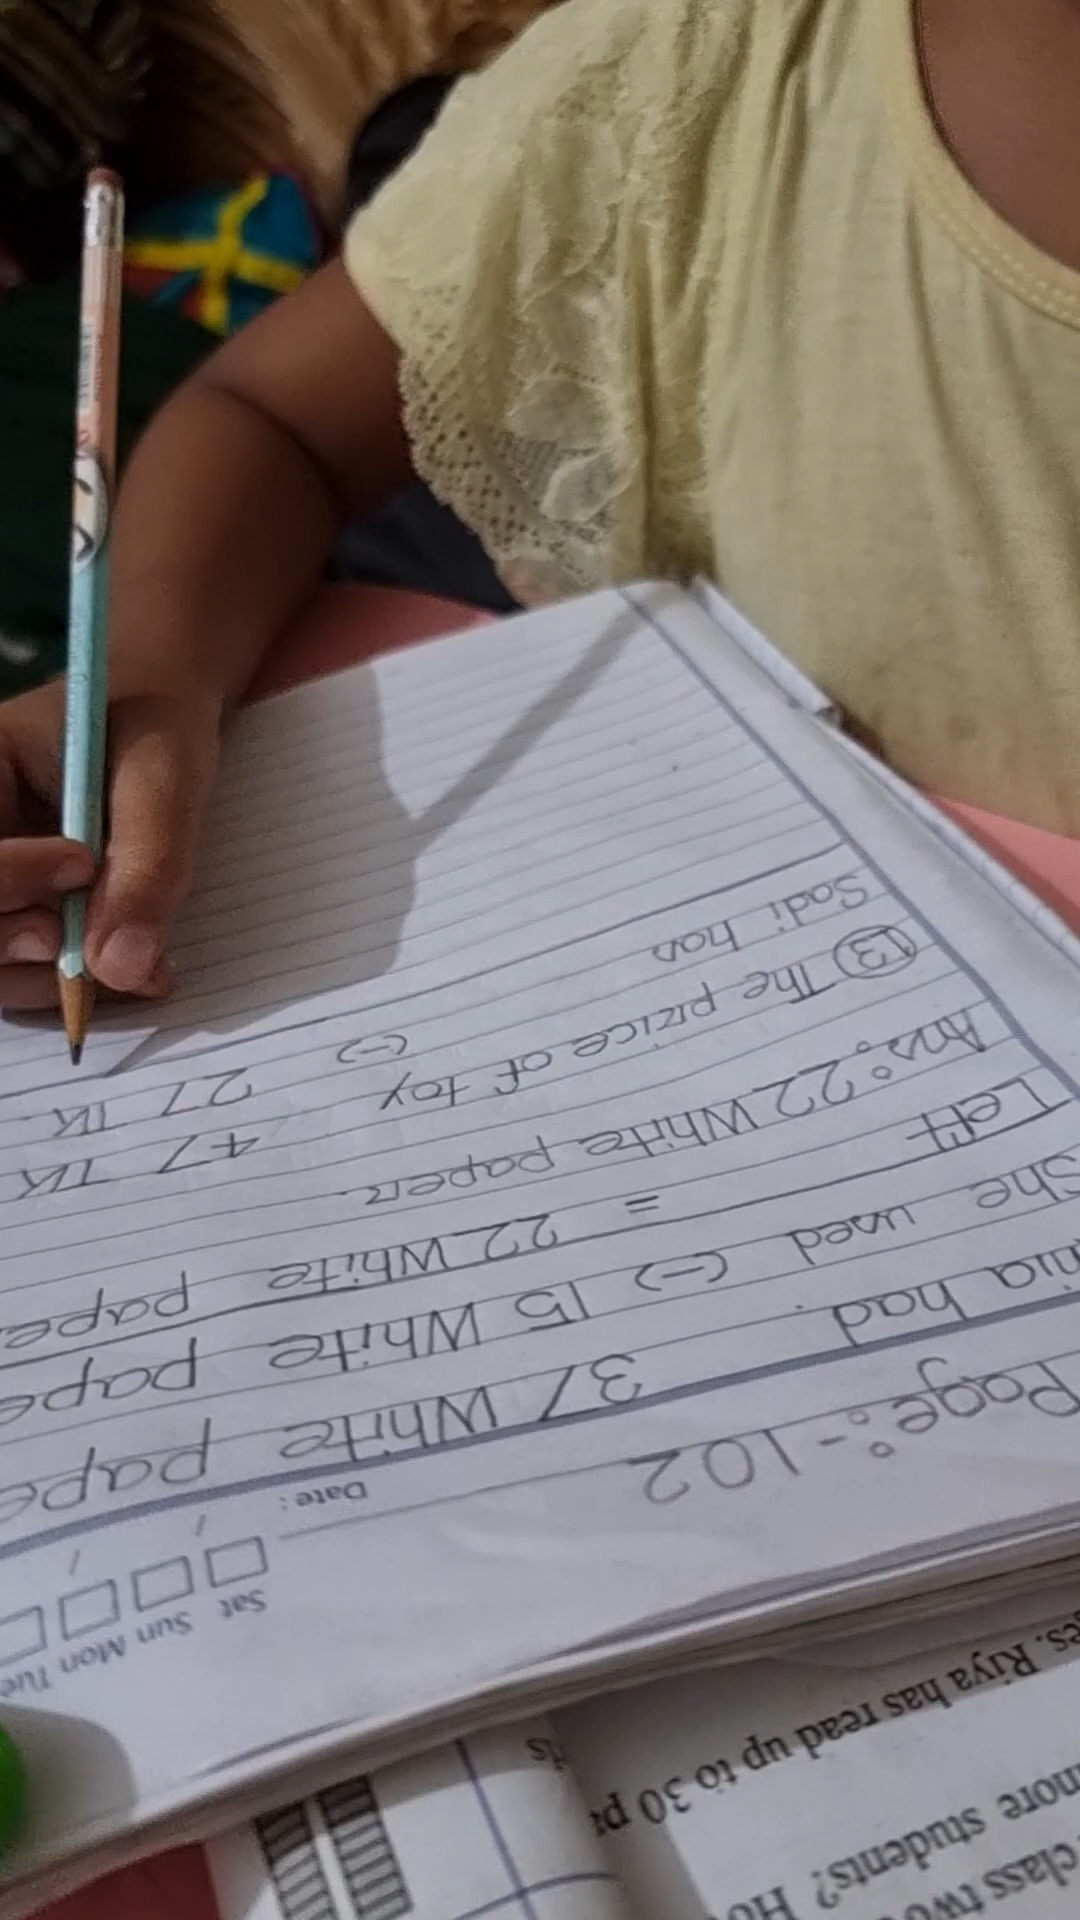 Sat Sun Mon Tue
Date:
Page:-102
nia had. 37 White pape
She used (-) 15 White pape
= 22 White pape
Left
Ans: 22 White paper.
13 The price of toy 47 TK
Sadi has (-) 27 TK
es. Riya has read up to 30 pa
more students? Ho
class two